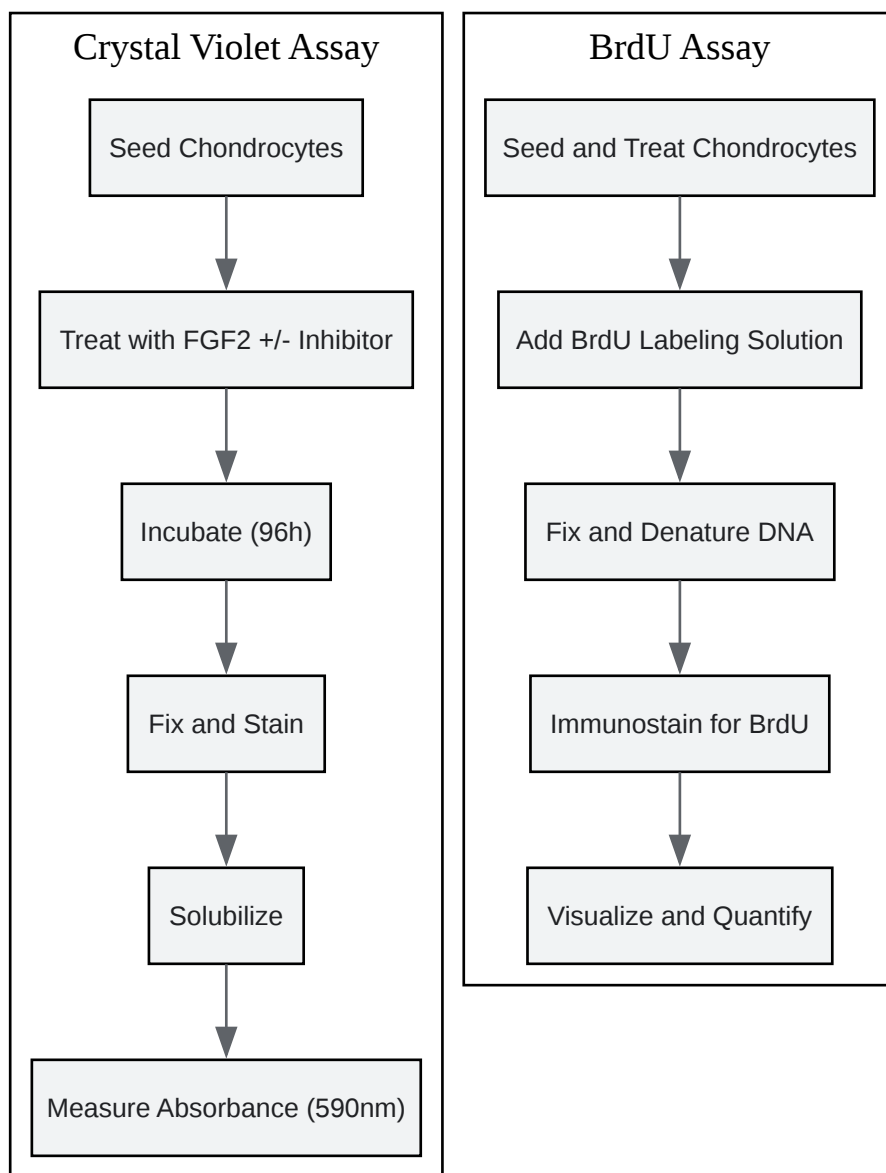 Crystal Violet Assay
Seed Chondrocytes
Treat with FGF2 +/- Inhibitor
Incubate (96h)
Fix and Stain
Solubilize
Measure Absorbance (590nm)
BrdU Assay
Seed and Treat Chondrocytes
Add BrdU Labeling Solution
Fix and Denature DNA
Immunostain for BrdU
Visualize and Quantify